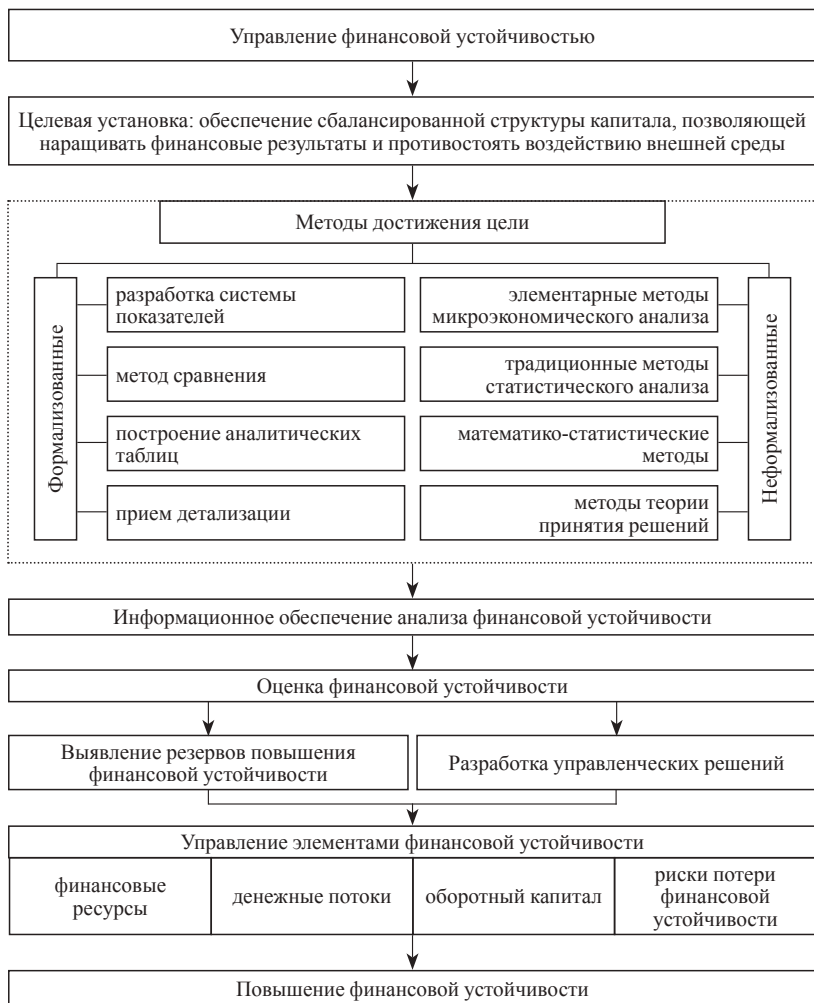 Управление финансовой устойчивостью
Целевая установка: обеспечение сбалансированной структуры капитала, позволяющей
наращивать финансовые результаты и противостоять воздействию внешней среды
Методы достижения цели
Формализованные
разработка системы
показателей
метод сравнения
построение аналитических
таблиц
прием детализации
элементарные методы
микроэкономического анализа
традиционные методы
статистического анализа
математико-статистические
методы
методы теории
принятия решений
Неформализованные
Информационное обеспечение анализа финансовой устойчивости
Оценка финансовой устойчивости
Выявление резервов повышения
финансовой устойчивости
Разработка управленческих решений
Управление элементами финансовой устойчивости
финансовые
ресурсы
денежные потоки
оборотный капитал
риски потери
финансовой
устойчивости
Повышение финансовой устойчивости